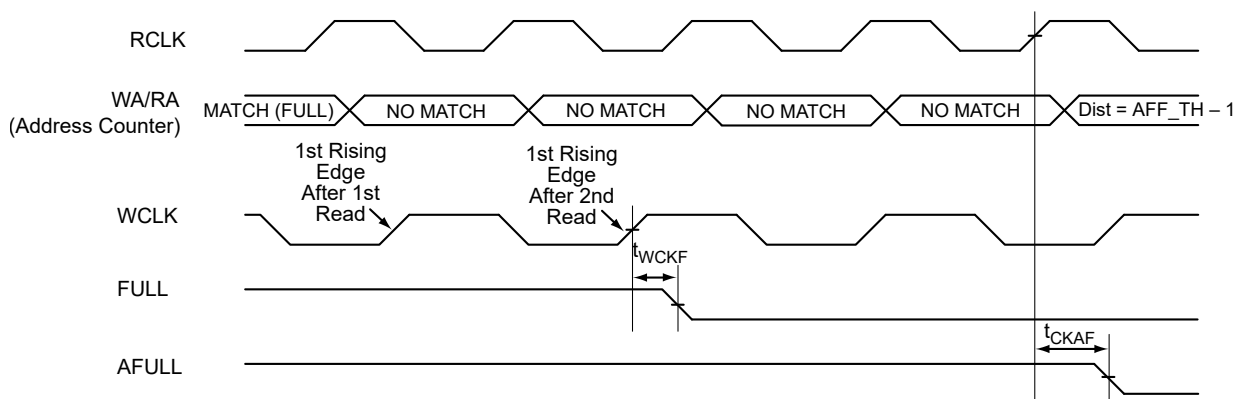 RCLK
WA/RA
(Address Counter)
MATCH (FULL)
NO MATCH
NO MATCH
NO MATCH
NO MATCH
Dist = AFF_TH – 1
1st Rising
Edge
After 1st
Read
1st Rising
Edge
After 2nd
Read
WCLK
tWCKF
FULL
tCKAF
AFULL